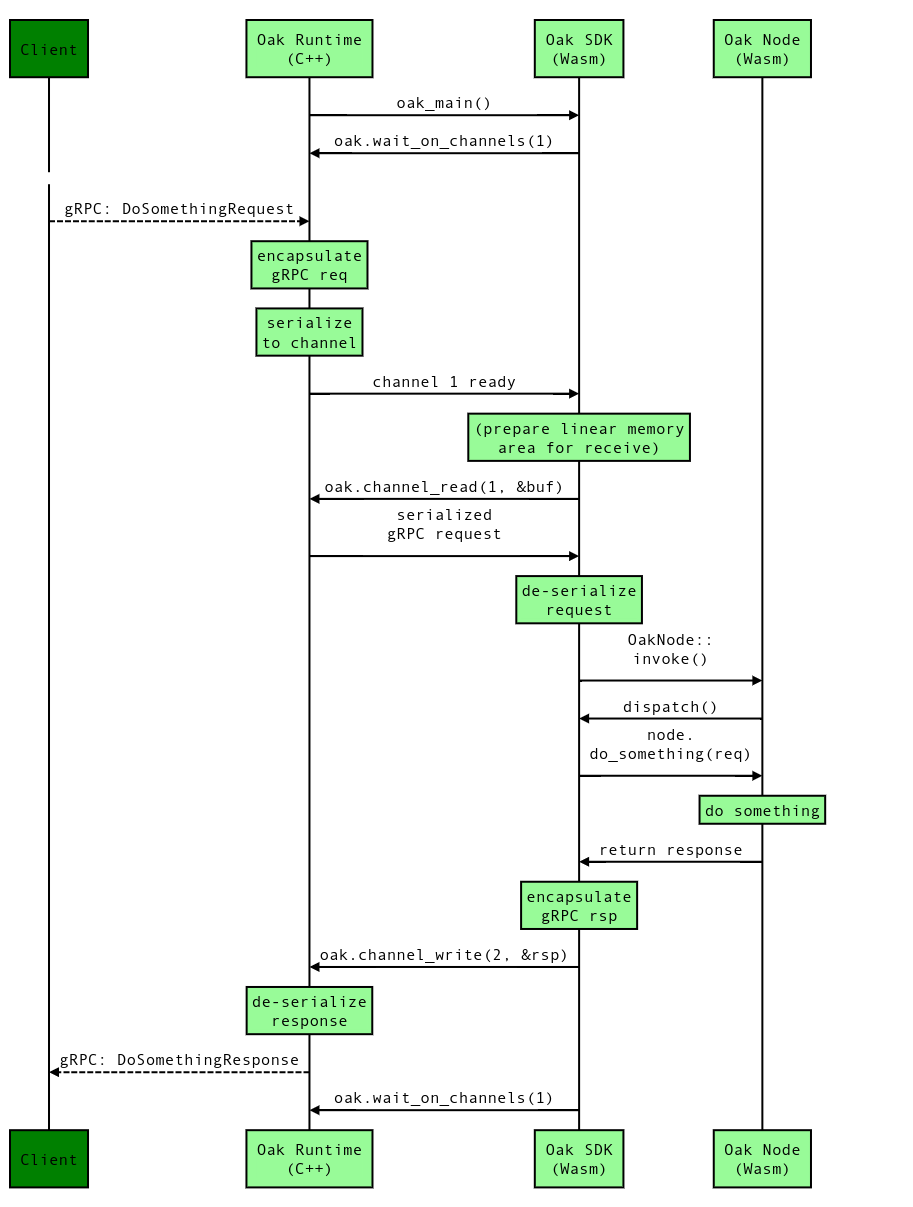 Client
Oak Runtime
(C++)
Oak SDK
(Wasm)
Oak Node
(Wasm)
oak_main()
oak.wait_on_channels(1)
gRPC: DoSomethingRequest
encapsulate
gRPC req
serialize
to channel
channel 1 ready
(prepare linear memory
area for receive)
oak.channel_read(1, &buf)
serialized
gRPC request
de-serialize
request
OakNode::
invoke()
dispatch()
node.
do_something(req)
do something
return response
encapsulate
gRPC rsp
oak.channel_write(2, &rsp)
de-serialize
response
gRPC: DoSomethingResponse
oak.wait_on_channels(1)
Client
Oak Runtime
(C++)
Oak SDK
(Wasm)
Oak Node
(Wasm)